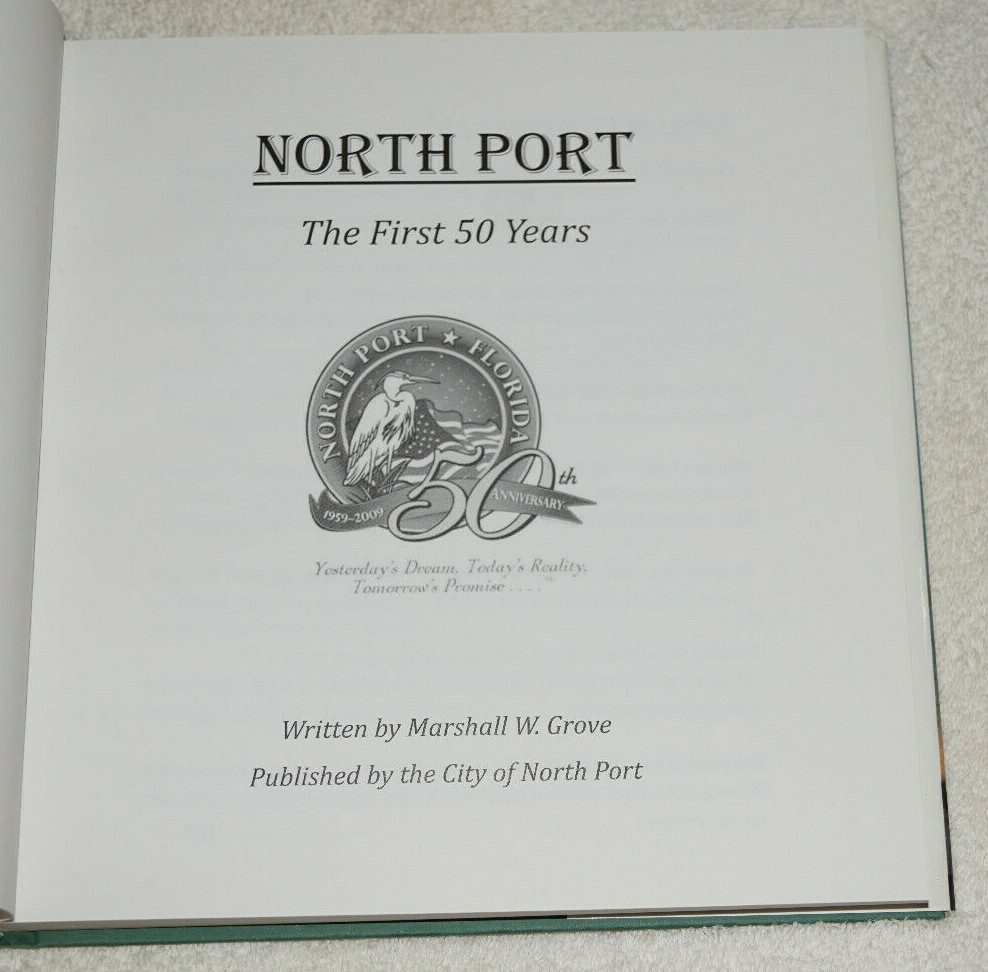 NORTH PORT
The First 50 Years
NORTH PORT ★ FLORIDA
50th
1959-2009
ANNIVERSARY
Yesterday's Dream, Today's Reality,
Tomorrow's Promise . . . ."
Written by Marshall W. Grove
Published by the City of North Port